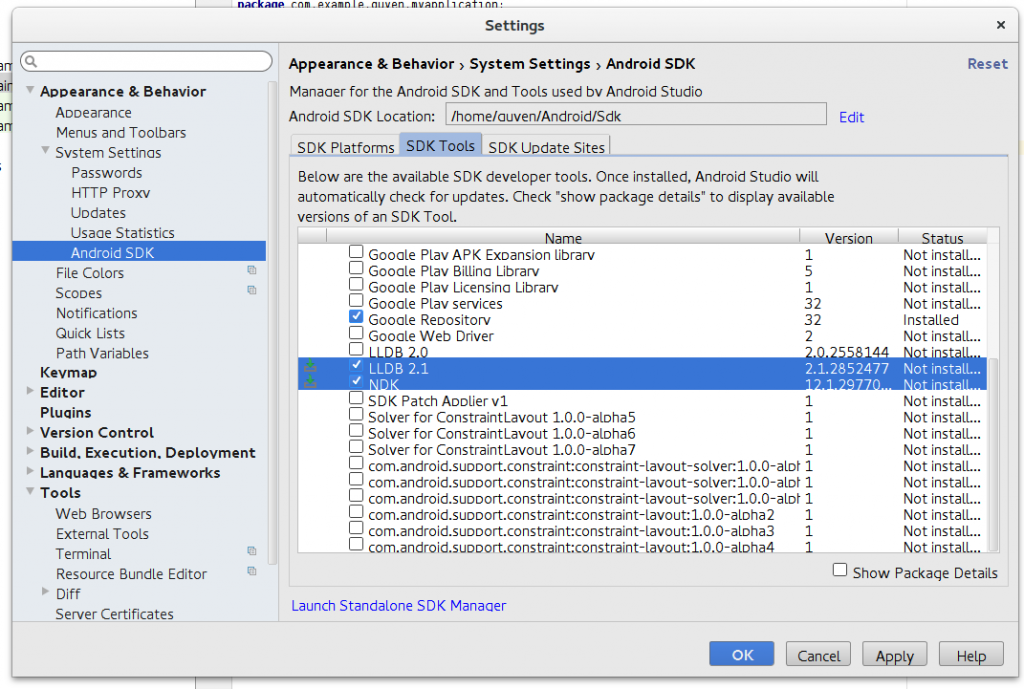 package com.example.guven.myapplication;
Settings
Appearance & Behavior › System Settings › Android SDK
Reset
Manager for the Android SDK and Tools used by Android Studio
Android SDK Location: /home/guven/Android/Sdk Edit
Appearance & Behavior
Appearance
Menus and Toolbars
System Settings
Passwords
HTTP Proxy
Updates
Usage Statistics
Android SDK
File Colors
Scopes
Notifications
Quick Lists
Path Variables
Keymap
Editor
Plugins
Version Control
Build, Execution, Deployment
Languages & Frameworks
Tools
Web Browsers
External Tools
Terminal
Resource Bundle Editor
Diff
Server Certificates
SDK Platforms SDK Tools SDK Update Sites
Below are the available SDK developer tools. Once installed, Android Studio will
automatically check for updates. Check "show package details" to display available
versions of an SDK Tool.
Name Version Status
Google Play APK Expansion library 1 Not install...
Google Play Billing Library 5 Not install...
Google Play Licensing Library 1 Not install...
Google Play services 32 Not install...
Google Repository 32 Installed
Google Web Driver 2 Not install...
LLDB 2.0 2.0.2558144 Not install...
LLDB 2.1 2.1.2852477 Not install...
NDK 12.1.29770... Not install...
SDK Patch Applier v1 1 Not install...
Solver for ConstraintLayout 1.0.0-alpha5 1 Not install...
Solver for ConstraintLayout 1.0.0-alpha6 1 Not install...
Solver for ConstraintLayout 1.0.0-alpha7 1 Not install...
com.android.support.constraint:constraint-layout-solver:1.0.0-alph 1 Not install...
com.android.support.constraint:constraint-layout-solver:1.0.0-alph 1 Not install...
com.android.support.constraint:constraint-layout-solver:1.0.0-alph 1 Not install...
com.android.support.constraint:constraint-layout:1.0.0-alpha2 1 Not install...
com.android.support.constraint:constraint-layout:1.0.0-alpha3 1 Not install...
com.android.support.constraint:constraint-layout:1.0.0-alpha4 1 Not install...
Show Package Details
Launch Standalone SDK Manager
OK Cancel Apply Help